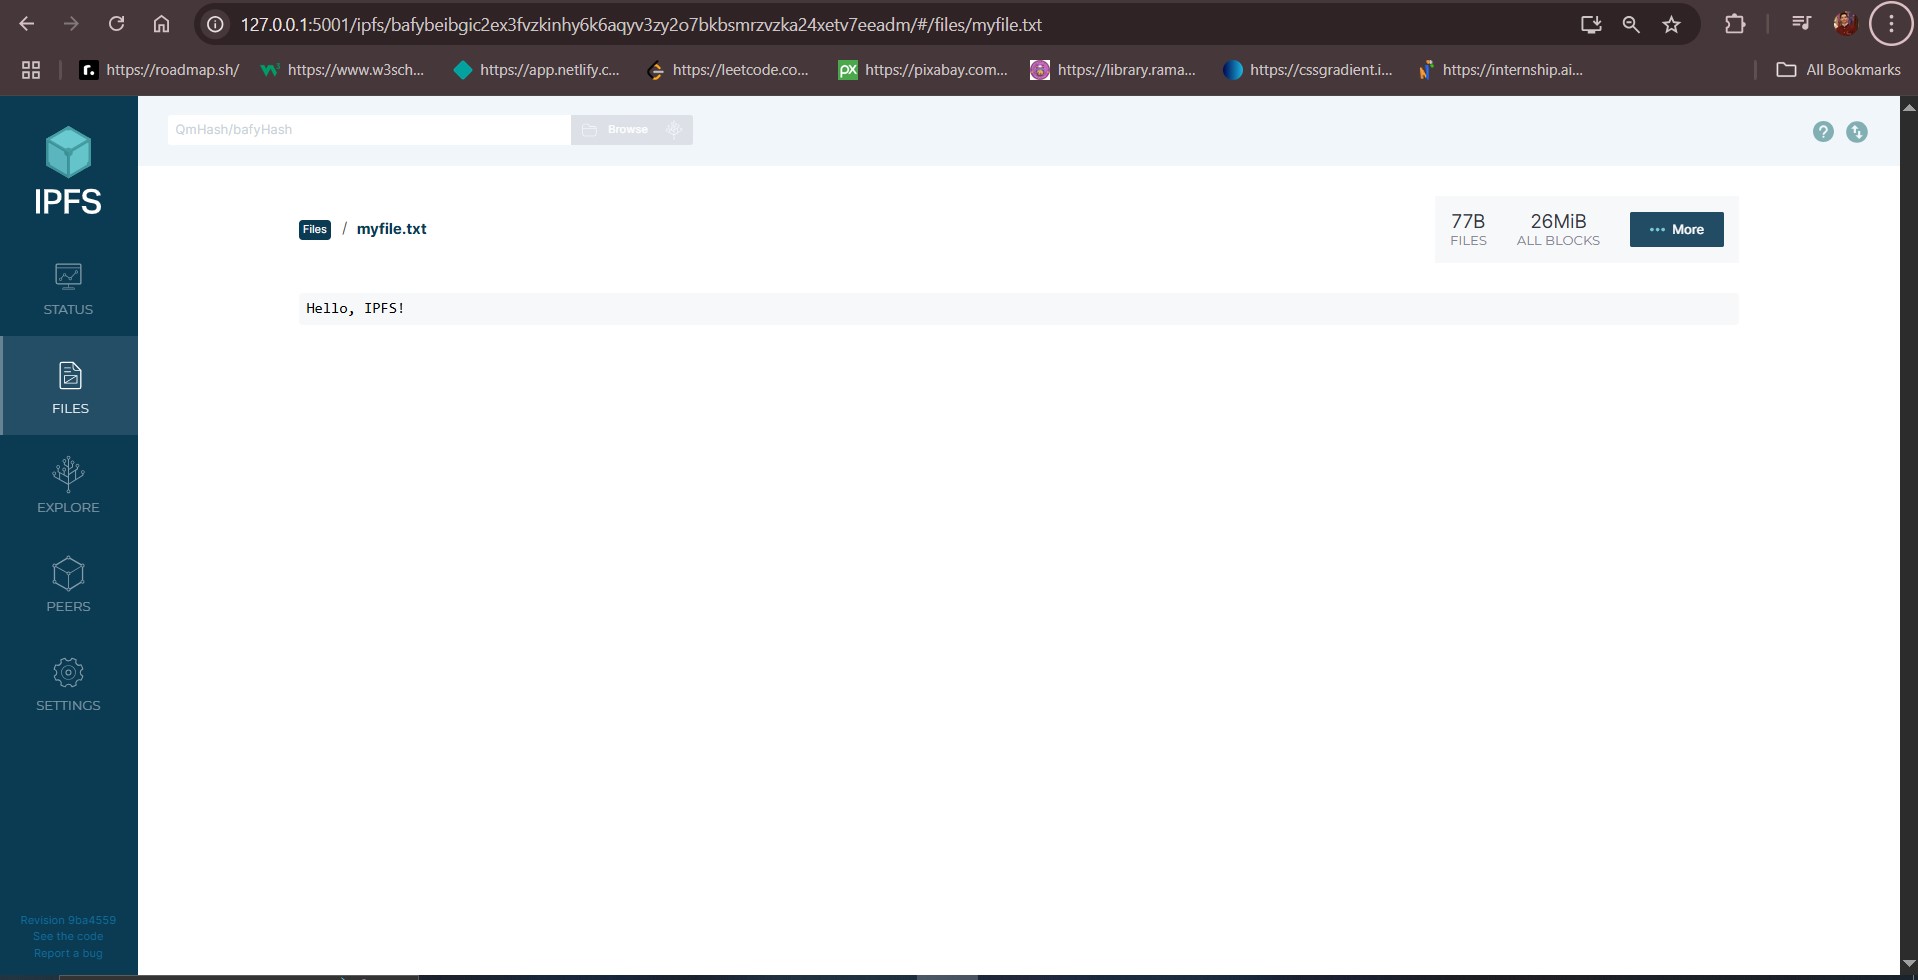 127.0.0.1:5001/ipfs/bafybeibgic2ex3fvzkinhy6k6aqyv3zy2o7bkbsmrzvzka24xetv7eeadm/#/files/myfile.txt
https://roadmap.sh/ https://www.w3sch... https://app.netlify.c... https://leetcode.co... https://pixabay.com... https://library.rama... https://cssgradient.i... https://internship.ai... All Bookmarks
QmHash/bafyHash Browse
IPFS
STATUS
FILES
EXPLORE
PEERS
SETTINGS
Revision 9ba4559
See the code
Report a bug
Files / myfile.txt
77B 26MiB
FILES ALL BLOCKS
More
Hello, IPFS!